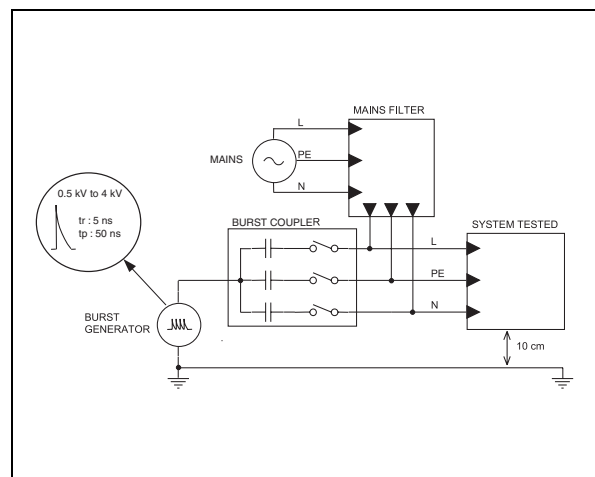 MAINS FILTER
L
MAINS
PE
N
0.5 kV to 4 kV
tr : 5 ns
tp : 50 ns
BURST COUPLER
SYSTEM TESTED
L
PE
N
BURST
GENERATOR
10 cm